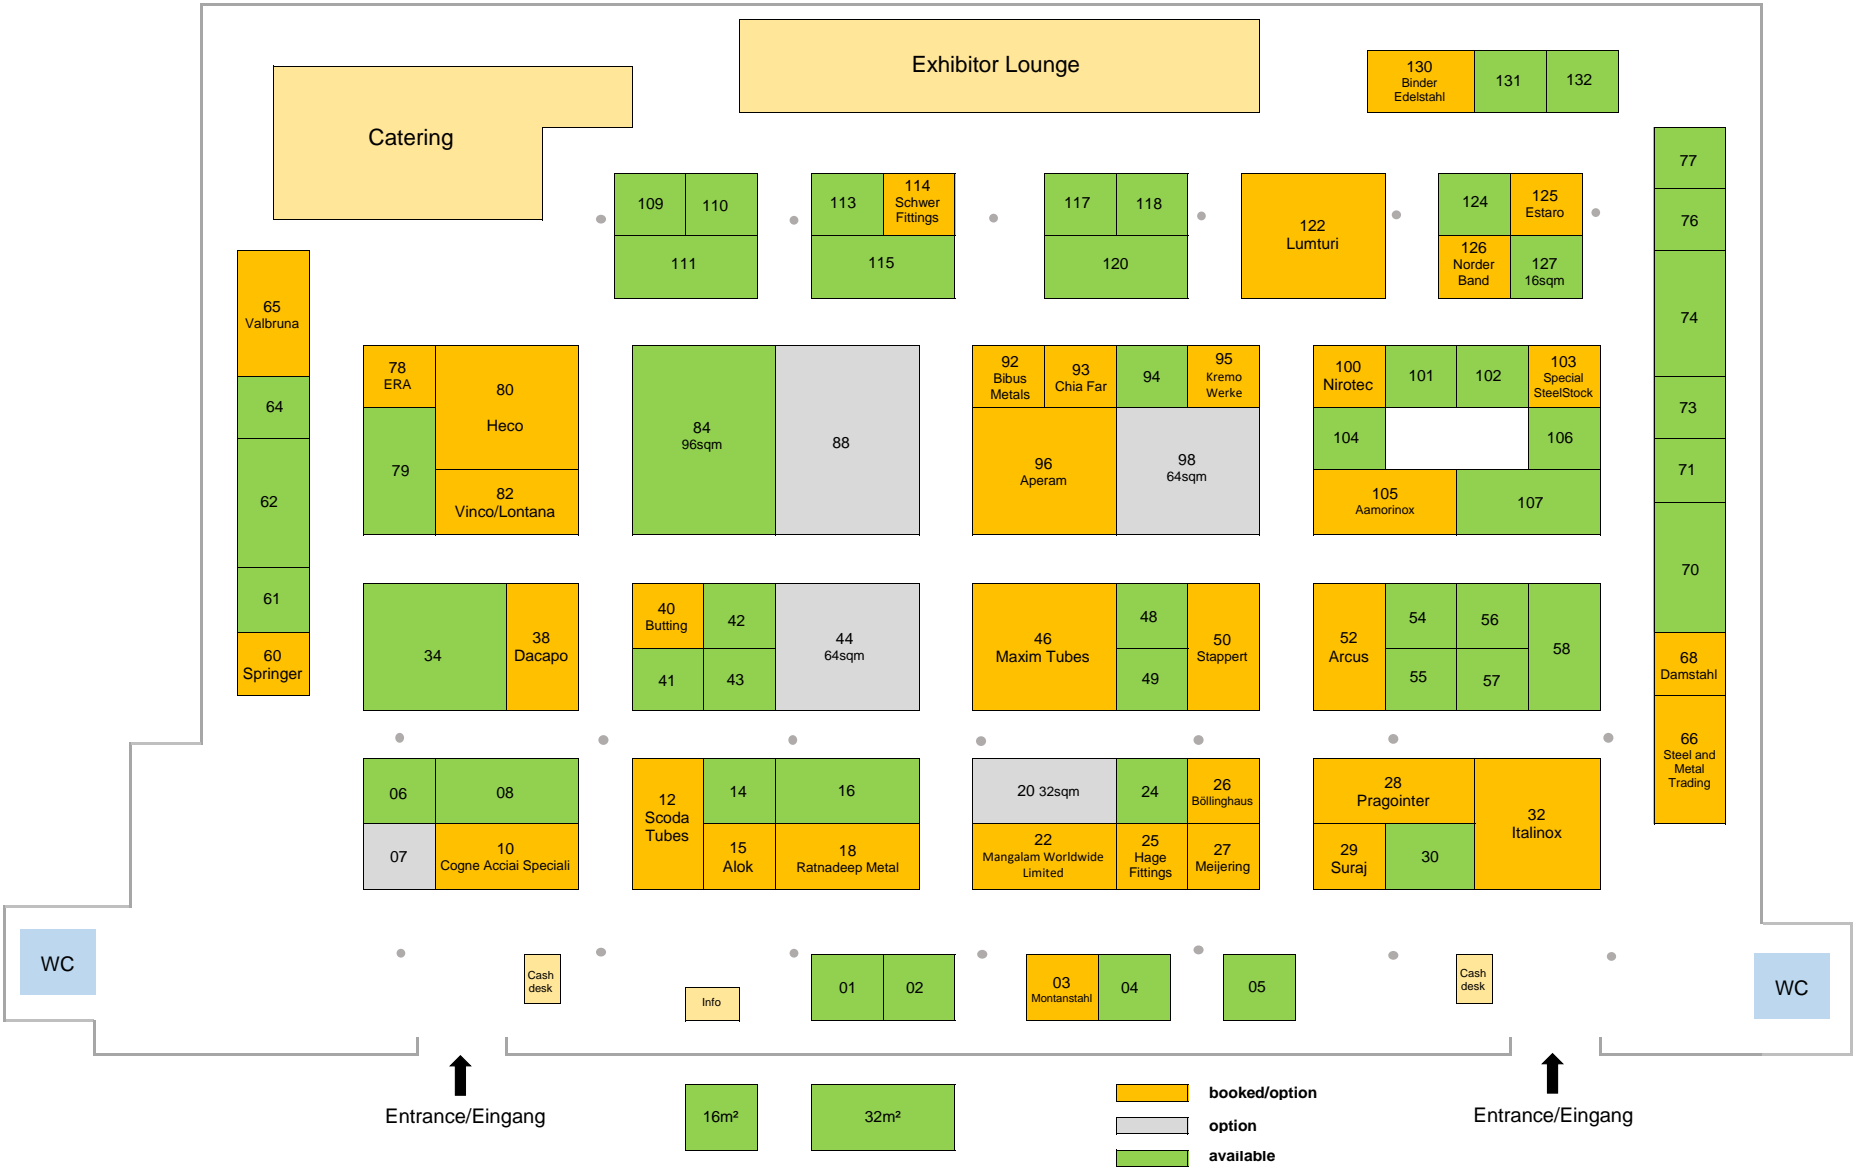 Exhibitor Lounge
Catering
130
Binder
Edelstahl
131
132
77
76
74
73
71
70
68
Damstahl
66
Steel and
Metal
Trading
109
110
111
113
114
Schwer
Fittings
115
117
118
120
122
Lumturi
124
125
Estaro
126
Norder
Band
127
16sqm
65
Valbruna
64
62
61
60
Springer
78
ERA
80
Heco
79
82
Vinco/Lontana
84
96sqm
88
92
Bibus
Metals
93
Chia Far
94
95
Kremo
Werke
96
Aperam
98
64sqm
100
Nirotec
101
102
103
Special
SteelStock
104
106
105
Aamorinox
107
34
38
Dacapo
40
Butting
42
41
43
44
64sqm
46
Maxim Tubes
48
49
50
Stappert
52
Arcus
54
56
55
57
58
06
08
07
10
Cogne Acciai Speciali
12
Scoda
Tubes
14
16
15
Alok
18
Ratnadeep Metal
20 32sqm
24
26
Böllinghaus
22
Mangalam Worldwide
Limited
25
Hage
Fittings
27
Meijering
28
Pragointer
29
Suraj
30
32
Italinox
WC
Cash
desk
Info
01
02
03
Montanstahl
04
05
Cash
desk
WC
Entrance/Eingang
16m²
32m²
booked/option
option
available
Entrance/Eingang